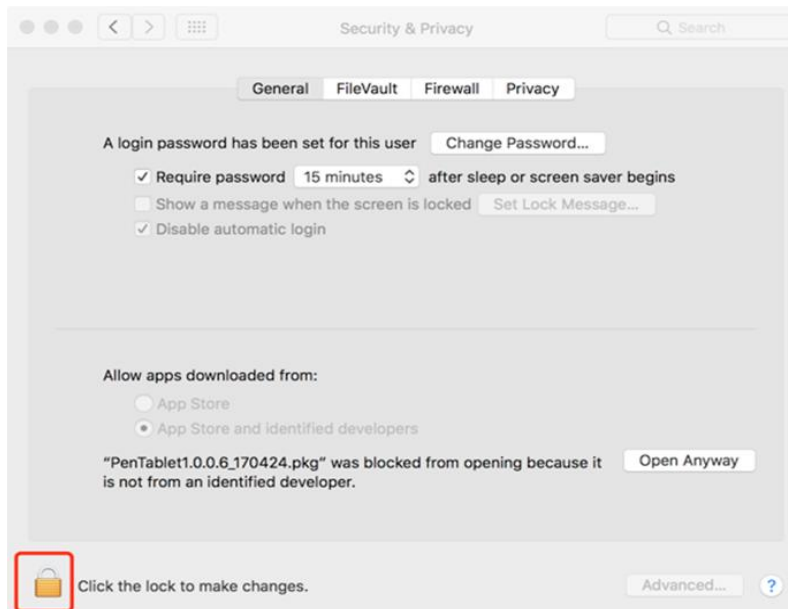 Security & Privacy
Search
General FileVault Firewall Privacy
A login password has been set for this user Change Password...
Require password 15 minutes after sleep or screen saver begins
Show a message when the screen is locked Set Lock Message...
Disable automatic login
Allow apps downloaded from:
App Store
App Store and identified developers
“PenTablet1.0.0.6_170424.pkg” was blocked from opening because it
is not from an identified developer.
Open Anyway
Click the lock to make changes.
Advanced... ?